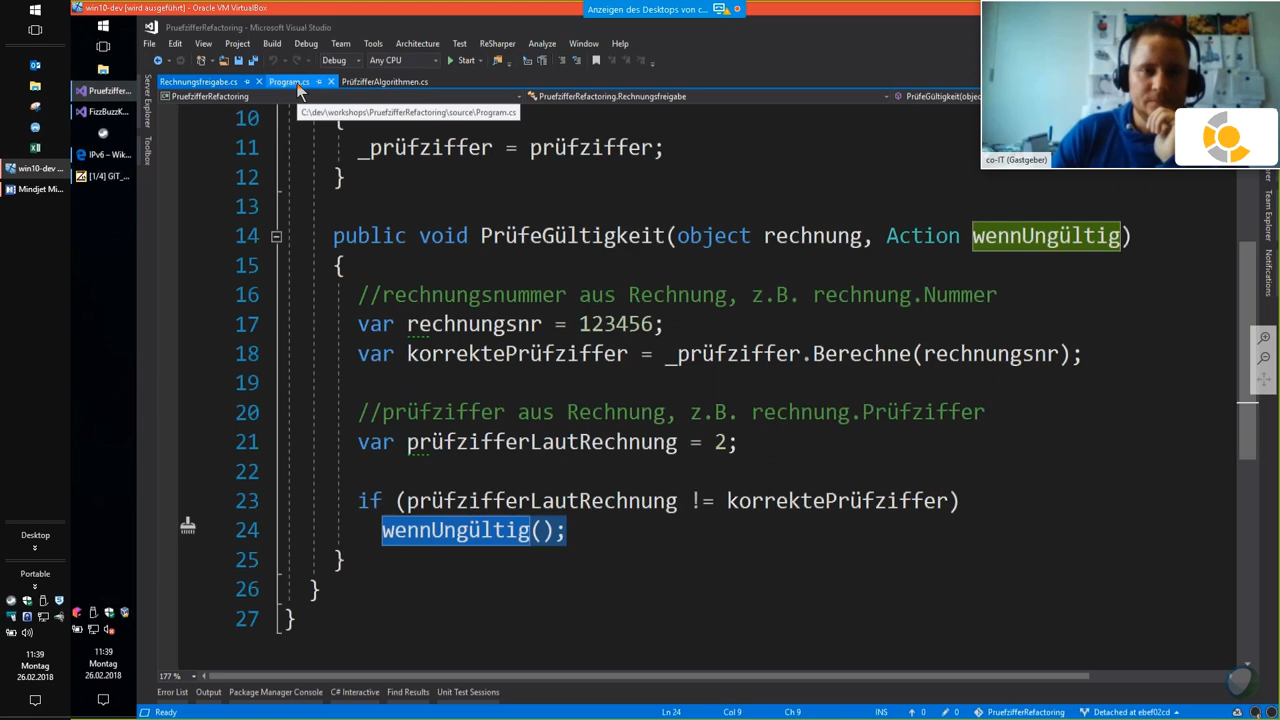 win10-dev [wird ausgeführt] - Oracle VM VirtualBox
Anzeigen des Desktops von c...
PruefzifferRefactoring - Microsoft Visual Studio
File Edit View Project Build Debug Team Tools Architecture Test ReSharper Analyze Window Help
Debug Any CPU Start
Rechnungsfreigabe.cs Program.cs PrüfzifferAlgorithmen.cs
PruefzifferRefactoring PruefzifferRefactoring.Rechnungsfreigabe PrüfeGültigkeit(objec
C:\dev\workshops\PruefzifferRefactoring\source\Program.cs
10 {
11 _prüfziffer = prüfziffer;
12 }
13
14 public void PrüfeGültigkeit(object rechnung, Action wennUngültig)
15 {
16 //rechnungsnummer aus Rechnung, z.B. rechnung.Nummer
17 var rechnungsnr = 123456;
18 var korrektePrüfziffer = _prüfziffer.Berechne(rechnungsnr);
19
20 //prüfziffer aus Rechnung, z.B. rechnung.Prüfziffer
21 var prüfzifferLautRechnung = 2;
22
23 if (prüfzifferLautRechnung != korrektePrüfziffer)
24 wennUngültig();
25 }
26 }
27 }
177 %
Error List Output Package Manager Console C# Interactive Find Results Unit Test Sessions
Ready Ln 24 Col 9 Ch 9 INS 0 0 PruefzifferRefactoring Detached at ebef02cd
co-IT (Gastgeber)
Server Explorer
Toolbox
Team Explorer
Notifications
Pruefziffer...
FizzBuzzK...
IPv6 – Wik...
[1/4] GIT_...
win10-dev ...
Mindjet Mi...
Desktop
Portable
11:39
Montag
26.02.2018
11:39
Montag
26.02.2018